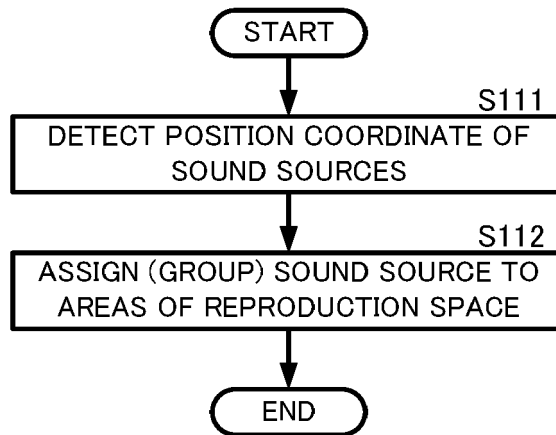 START
S111
DETECT POSITION COORDINATE OF
SOUND SOURCES
S112
ASSIGN (GROUP) SOUND SOURCE TO
AREAS OF REPRODUCTION SPACE
END